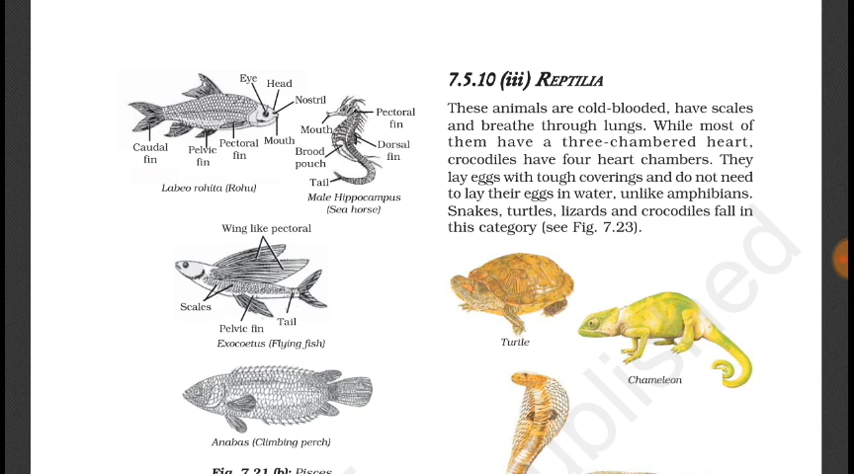 Eye
Head
Nostril
Mouth
Pectoral
fin
Caudal
fin
Pelvic
fin
Pectoral
fin
Mouth
Brood
pouch
Dorsal
fin
Tail
Labeo rohita (Rohu)
Male Hippocampus
(Sea horse)
Wing like pectoral
Scales
Pelvic fin
Tail
Exocoetus (Flying fish)
Anabas (Climbing perch)
Fig. 7.21 (b): Pisces
7.5.10 (iii) REPTILIA
These animals are cold-blooded, have scales
and breathe through lungs. While most of
them have a three-chambered heart,
crocodiles have four heart chambers. They
lay eggs with tough coverings and do not need
to lay their eggs in water, unlike amphibians.
Snakes, turtles, lizards and crocodiles fall in
this category (see Fig. 7.23).
Turtle
Chameleon